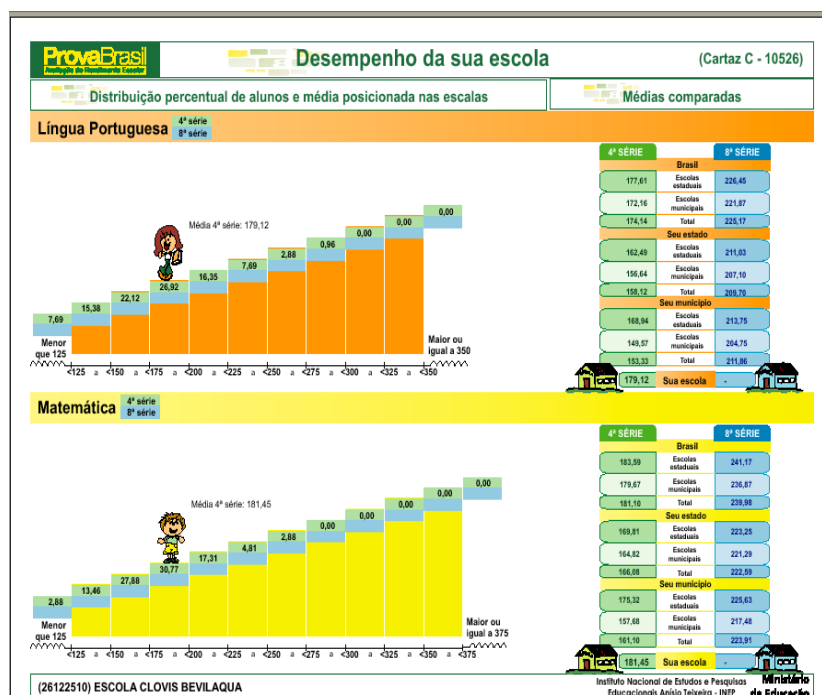 ProvaBrasil
Avaliação do Rendimento Escolar
Desempenho da sua escola
(Cartaz C - 10526)
Distribuição percentual de alunos e média posicionada nas escalas
Médias comparadas
Língua Portuguesa
4ª série
8ª série
Média 4ª série: 179,12
7,69
15,38
22,12
26,92
16,35
7,69
2,88
0,96
0,00
0,00
0,00
Menor que 125
Maior ou igual a 350
<125 a <150 a <175 a <200 a <225 a <250 a <275 a <300 a <325 a <350
4ª SÉRIE 8ª SÉRIE
Brasil
177,61 Escolas estaduais 226,45
172,16 Escolas municipais 221,87
174,14 Total 225,17
Seu estado
162,49 Escolas estaduais 211,03
156,64 Escolas municipais 207,10
158,12 Total 209,70
Seu município
168,94 Escolas estaduais 213,75
149,57 Escolas municipais 204,75
153,33 Total 211,86
179,12 Sua escola -
Matemática
4ª série
8ª série
Média 4ª série: 181,45
2,88
13,46
27,88
30,77
17,31
4,81
2,88
0,00
0,00
0,00
0,00
0,00
Menor que 125
Maior ou igual a 375
<125 a <150 a <175 a <200 a <225 a <250 a <275 a <300 a <325 a <350 a <375
4ª SÉRIE 8ª SÉRIE
Brasil
183,59 Escolas estaduais 241,17
179,67 Escolas municipais 236,87
181,10 Total 239,98
Seu estado
169,81 Escolas estaduais 223,25
164,82 Escolas municipais 221,29
166,08 Total 222,59
Seu município
175,32 Escolas estaduais 225,63
157,68 Escolas municipais 217,48
161,10 Total 223,91
181,45 Sua escola -
(26122510) ESCOLA CLOVIS BEVILAQUA
Instituto Nacional de Estudos e Pesquisas
Educacionais Anísio Teixeira - INEP
Ministério
da Educação